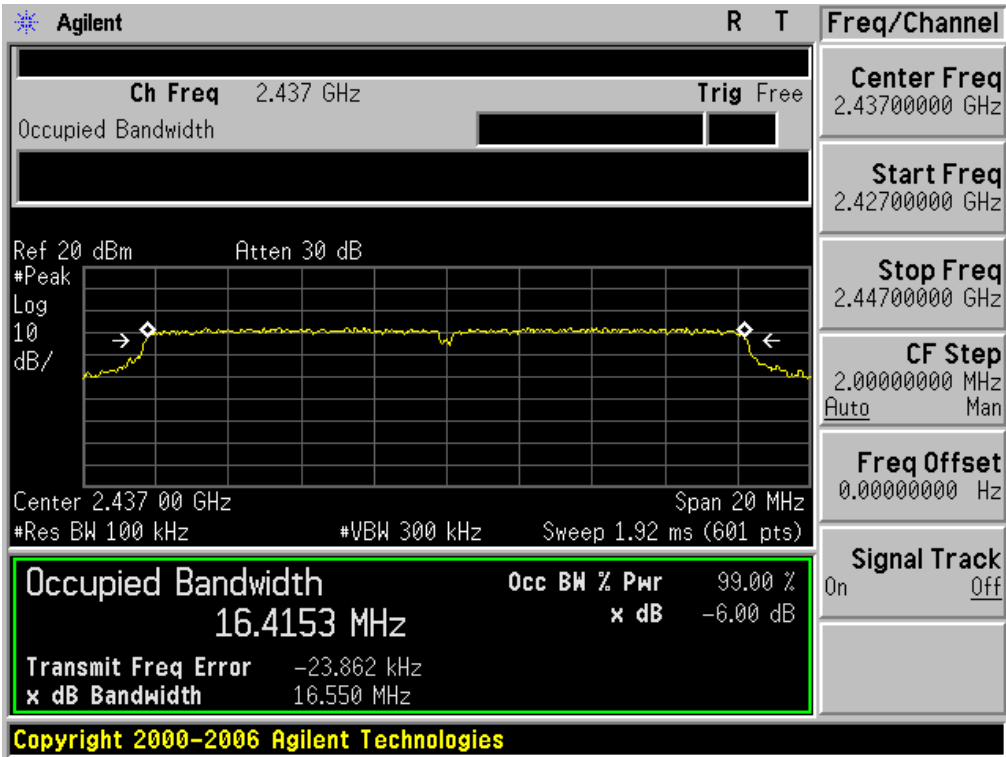 Agilent R T
Freq/Channel
Ch Freq 2.437 GHz Trig Free
Occupied Bandwidth
Center Freq
2.43700000 GHz
Start Freq
2.42700000 GHz
Stop Freq
2.44700000 GHz
CF Step
2.00000000 MHz
Auto Man
Freq Offset
0.00000000 Hz
Signal Track
On Off
Ref 20 dBm Atten 30 dB
#Peak
Log
10
dB/
Center 2.437 00 GHz Span 20 MHz
#Res BW 100 kHz #VBW 300 kHz Sweep 1.92 ms (601 pts)
Occupied Bandwidth Occ BW % Pwr 99.00 %
16.4153 MHz x dB -6.00 dB
Transmit Freq Error -23.862 kHz
x dB Bandwidth 16.550 MHz
Copyright 2000-2006 Agilent Technologies